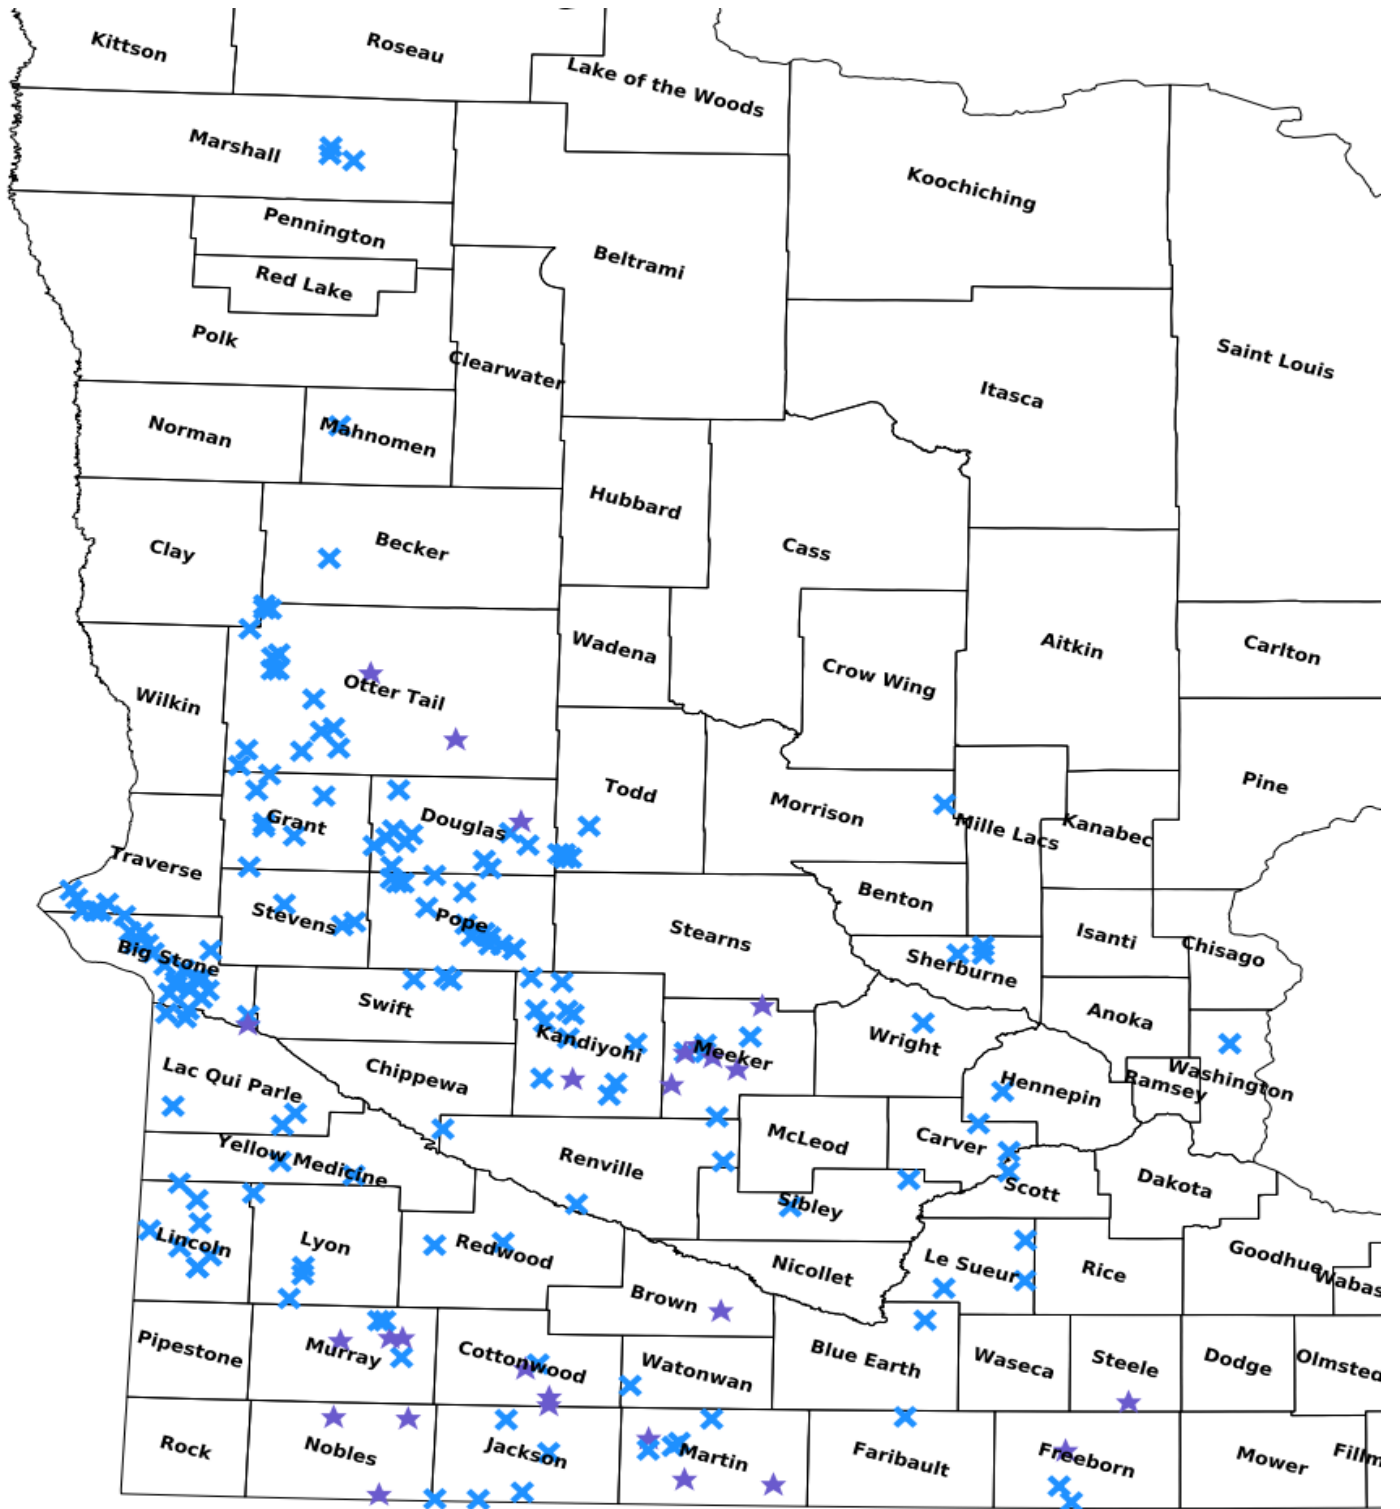 Kittson
Roseau
Lake of the Woods
Marshall
Koochiching
Pennington
Beltrami
Red Lake
Polk
Clearwater
Saint Louis
Itasca
Norman
Mahnomen
Hubbard
Clay
Becker
Cass
Wadena
Aitkin
Carlton
Crow Wing
Wilkin
Otter Tail
Todd
Pine
Morrison
Grant
Douglas
Mille Lacs
Kanabec
Traverse
Benton
Stevens
Pope
Stearns
Isanti
Chisago
Big Stone
Sherburne
Swift
Anoka
Kandiyohi
Wright
Meeker
Lac Qui Parle
Chippewa
Hennepin
Ramsey
Washington
McLeod
Carver
Yellow Medicine
Renville
Scott
Dakota
Sibley
Lincoln
Lyon
Redwood
Nicollet
Le Sueur
Rice
Goodhue
Wabas
Brown
Pipestone
Murray
Cottonwood
Watonwan
Blue Earth
Waseca
Steele
Dodge
Olmsted
Rock
Nobles
Jackson
Martin
Faribault
Freeborn
Mower
Fillm